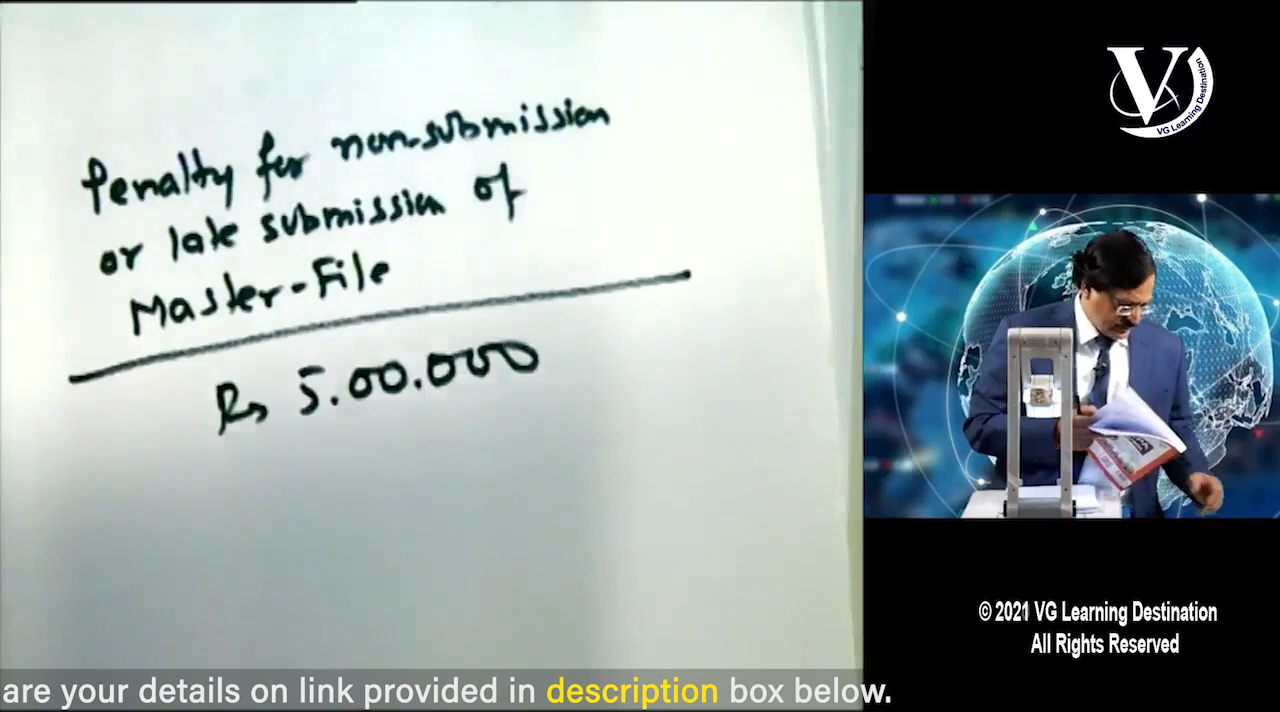 Penalty for non-submission
or late submission of
Master-File
Rs 5.00.000
V
VG Learning Destination
© 2021 VG Learning Destination
All Rights Reserved
are your details on link provided in description box below.